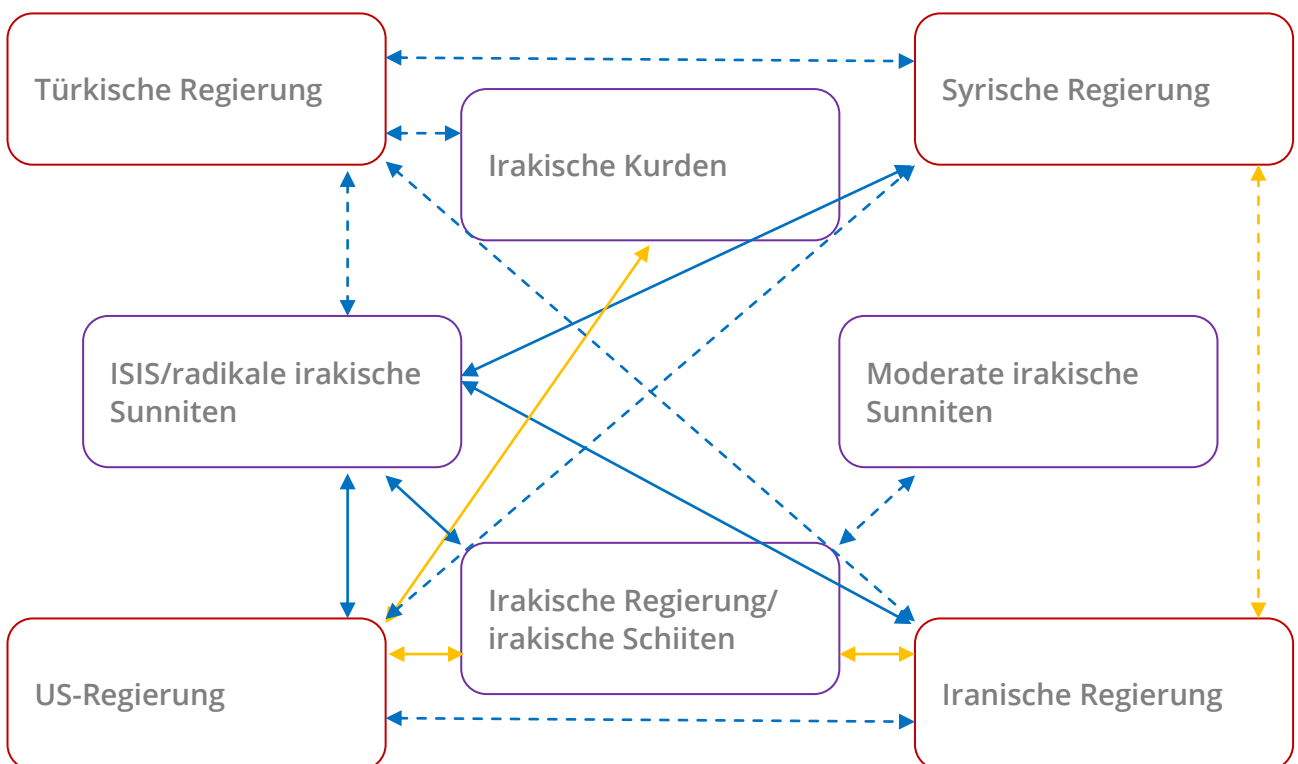 Türkische Regierung
Syrische Regierung
Irakische Kurden
ISIS/radikale irakische
Sunniten
Moderate irakische
Sunniten
Irakische Regierung/
irakische Schiiten
US-Regierung
Iranische Regierung